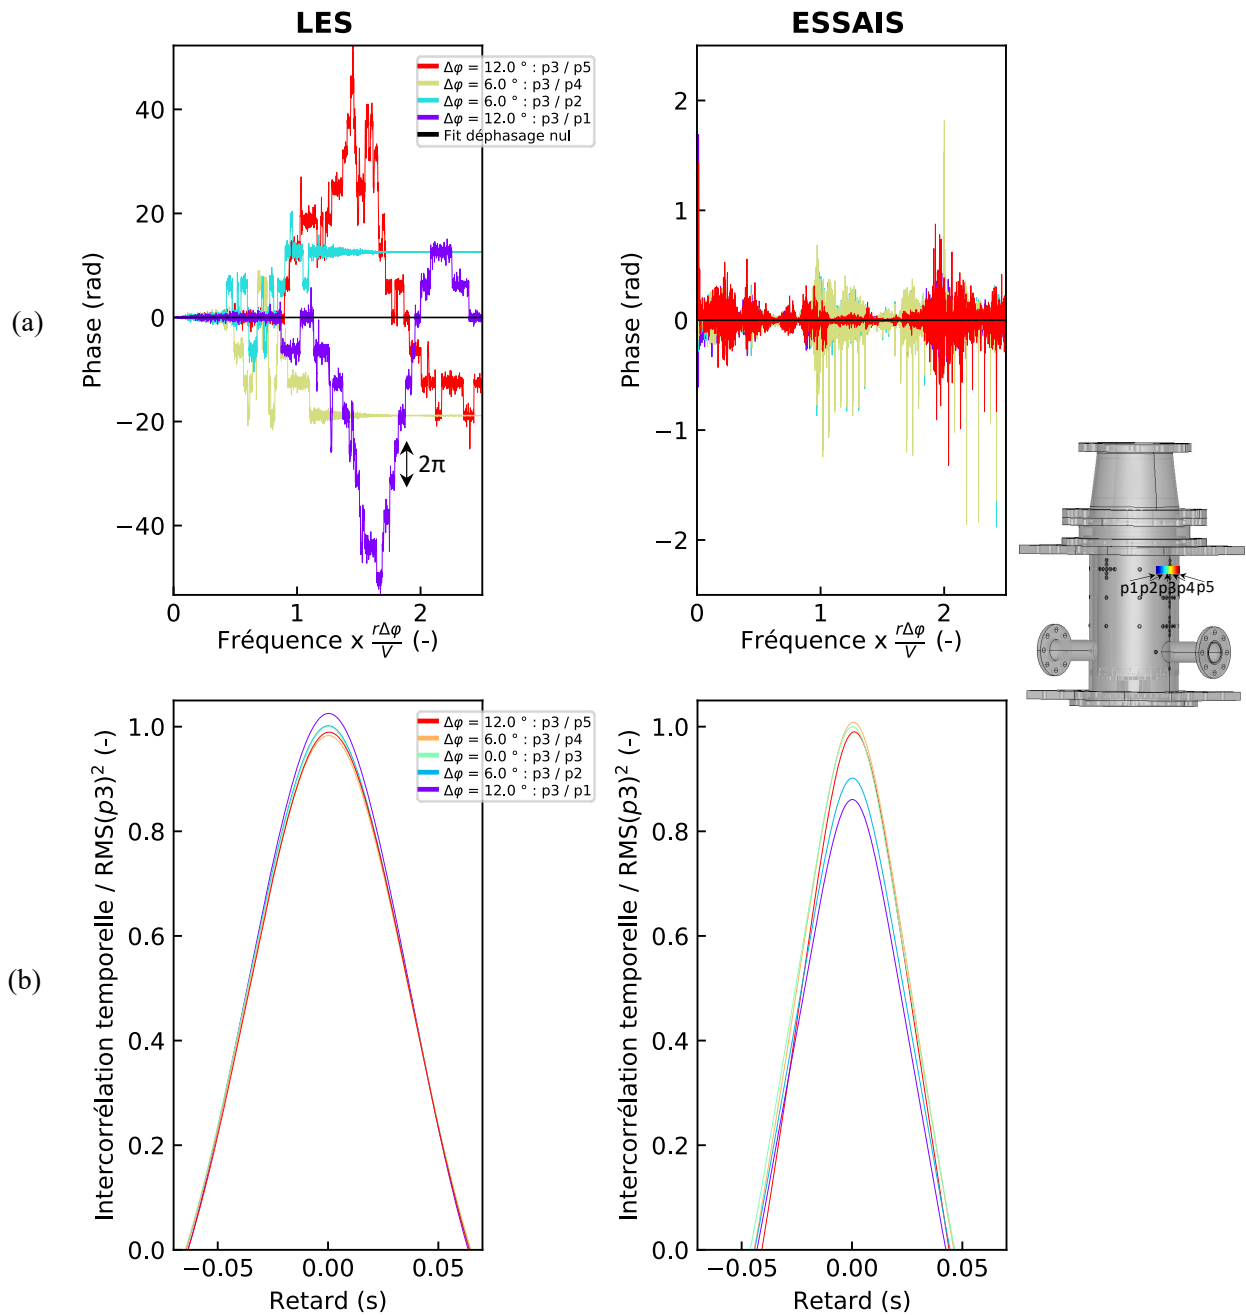 LES
ESSAIS
(a)
Phase (rad)
40
20
0
−20
−40
Δφ = 12.0 ° : p3 / p5
Δφ = 6.0 ° : p3 / p4
Δφ = 6.0 ° : p3 / p2
Δφ = 12.0 ° : p3 / p1
Fit déphasage nul
2π
0 1 2
Fréquence x rΔφ/V (-)
Phase (rad)
2
1
0
−1
−2
0 1 2
Fréquence x rΔφ/V (-)
p1p2p3p4p5
(b)
Intercorrélation temporelle / RMS(p3)² (-)
1.0
0.8
0.6
0.4
0.2
0.0
Δφ = 12.0 ° : p3 / p5
Δφ = 6.0 ° : p3 / p4
Δφ = 0.0 ° : p3 / p3
Δφ = 6.0 ° : p3 / p2
Δφ = 12.0 ° : p3 / p1
−0.05 0.00 0.05
Retard (s)
Intercorrélation temporelle / RMS(p3)² (-)
1.0
0.8
0.6
0.4
0.2
0.0
−0.05 0.00 0.05
Retard (s)